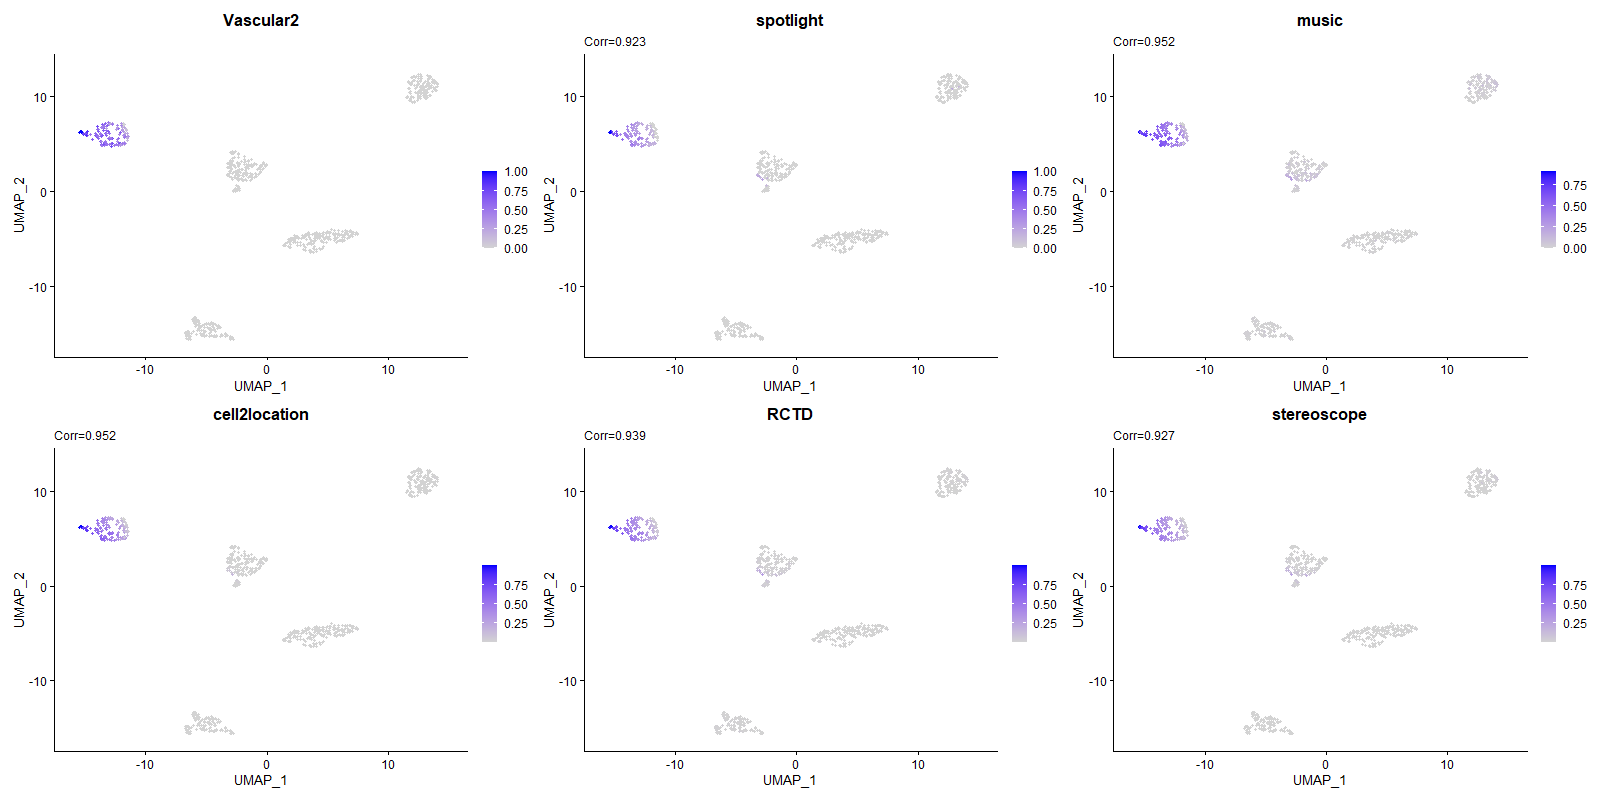 Vascular2
10
0
-10
UMAP_2
-10
0
10
UMAP_1
1.00
0.75
0.50
0.25
0.00
spotlight
Corr=0.923
10
0
-10
UMAP_2
-10
0
10
UMAP_1
1.00
0.75
0.50
0.25
0.00
music
Corr=0.952
10
0
-10
UMAP_2
-10
0
10
UMAP_1
0.75
0.50
0.25
0.00
cell2location
Corr=0.952
10
0
-10
UMAP_2
-10
0
10
UMAP_1
0.75
0.50
0.25
RCTD
Corr=0.939
10
0
-10
UMAP_2
-10
0
10
UMAP_1
0.75
0.50
0.25
stereoscope
Corr=0.927
10
0
-10
UMAP_2
-10
0
10
UMAP_1
0.75
0.50
0.25